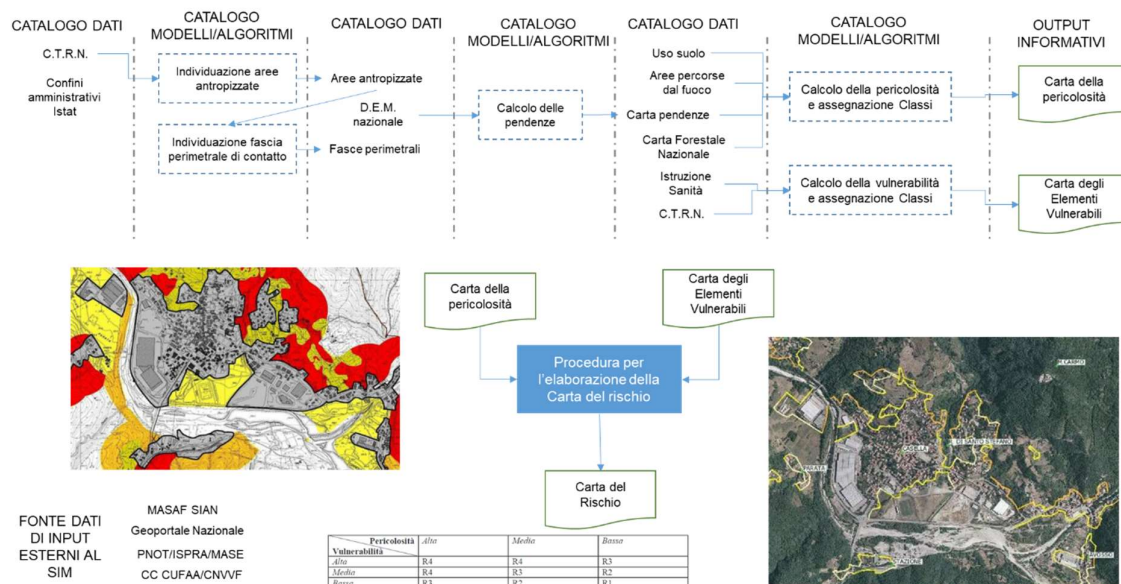 CATALOGO DATI
C.T.R.N.
Confini
amministrativi
Istat
CATALOGO
MODELLI/ALGORITMI
Individuazione aree
antropizzate
Individuazione fascia
perimetrale di contatto
CATALOGO DATI
Aree antropizzate
D.E.M.
nazionale
Fasce perimetrali
CATALOGO
MODELLI/ALGORITMI
Calcolo delle
pendenze
CATALOGO DATI
Uso suolo
Aree percorse
dal fuoco
Carta pendenze
Carta Forestale
Nazionale
Istruzione
Sanità
C.T.R.N.
CATALOGO
MODELLI/ALGORITMI
Calcolo della pericolosità
e assegnazione Classi
Calcolo della vulnerabilità
e assegnazione Classi
OUTPUT
INFORMATIVI
Carta della
pericolosità
Carta degli
Elementi
Vulnerabili
Carta della
pericolosità
Carta degli
Elementi
Vulnerabili
Procedura per
l'elaborazione della
Carta del rischio
Carta del
Rischio
CASELLA
AVOSSO
FONTE DATI
DI INPUT
ESTERNI AL
SIM
MASAF SIAN
Geoportale Nazionale
PNOT/ISPRA/MASE
CC CUFAA/CNVVF
Pericolosità Alta Media Bassa
Vulnerabilità
Alta R4 R4 R3
Media R4 R3 R2
Bassa R3 R2 R1